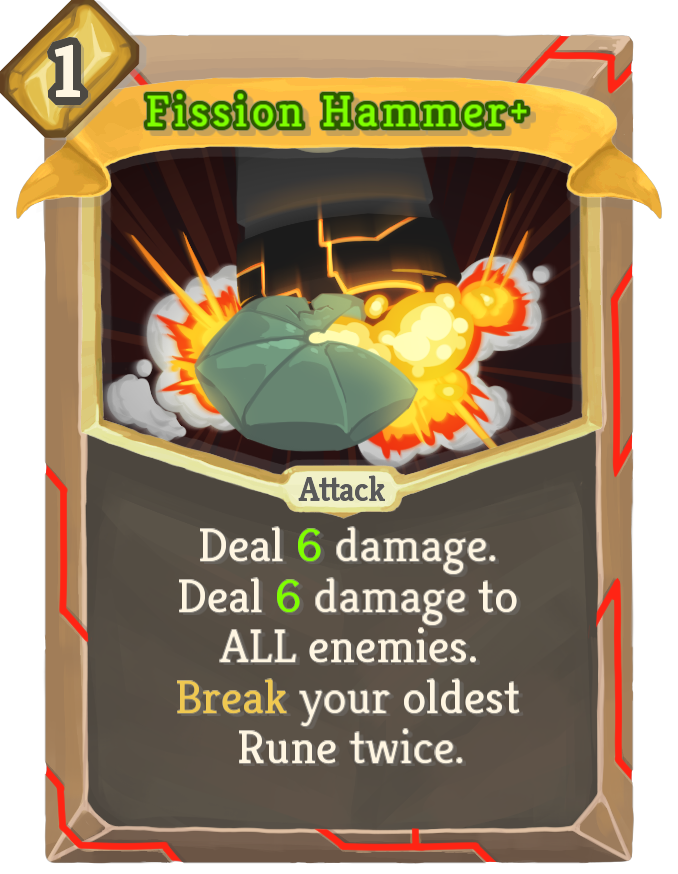 1
Fission Hammer+
Attack
Deal 6 damage.
Deal 6 damage to
ALL enemies.
Break your oldest
Rune twice.